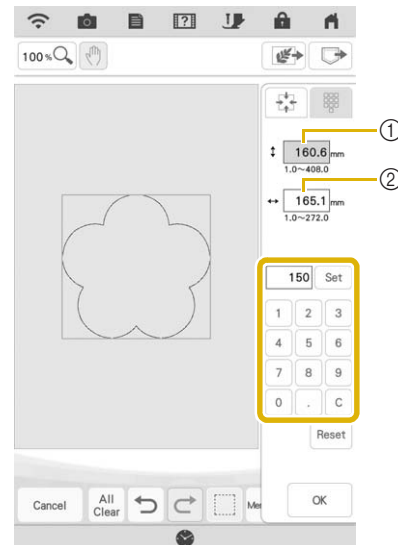 100 %
①
↕ 160.6 mm
1.0~408.0
②
↔ 165.1 mm
1.0~272.0
150 Set
1 2 3
4 5 6
7 8 9
0 . C
Reset
Cancel
All
Clear
OK